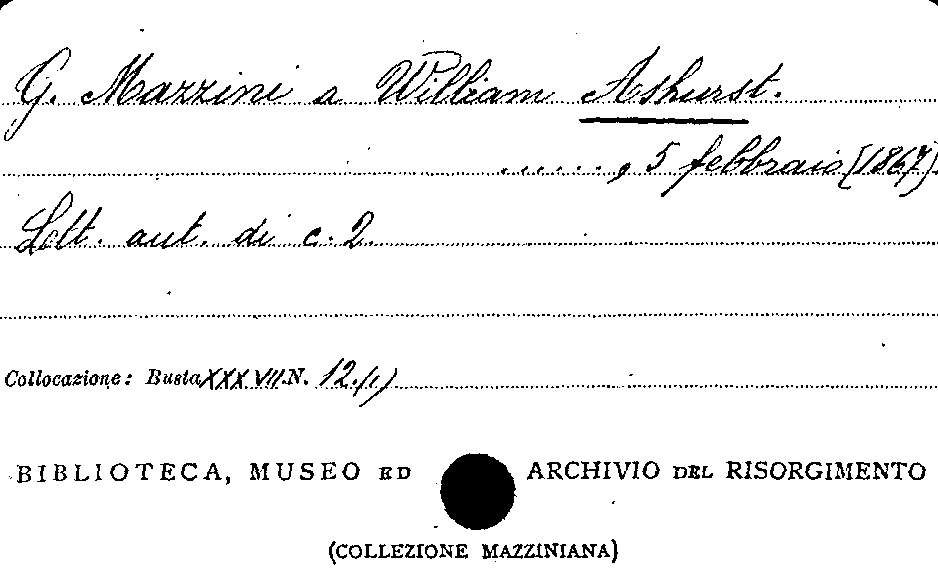 G. Mazzini a William Ashurst.
......, 5 febbraio [1867].
Lett. aut. di c. 2.
Collocazione: Busta XXXVII. N. 12.(1)
BIBLIOTECA, MUSEO ED ARCHIVIO DEL RISORGIMENTO
(COLLEZIONE MAZZINIANA)